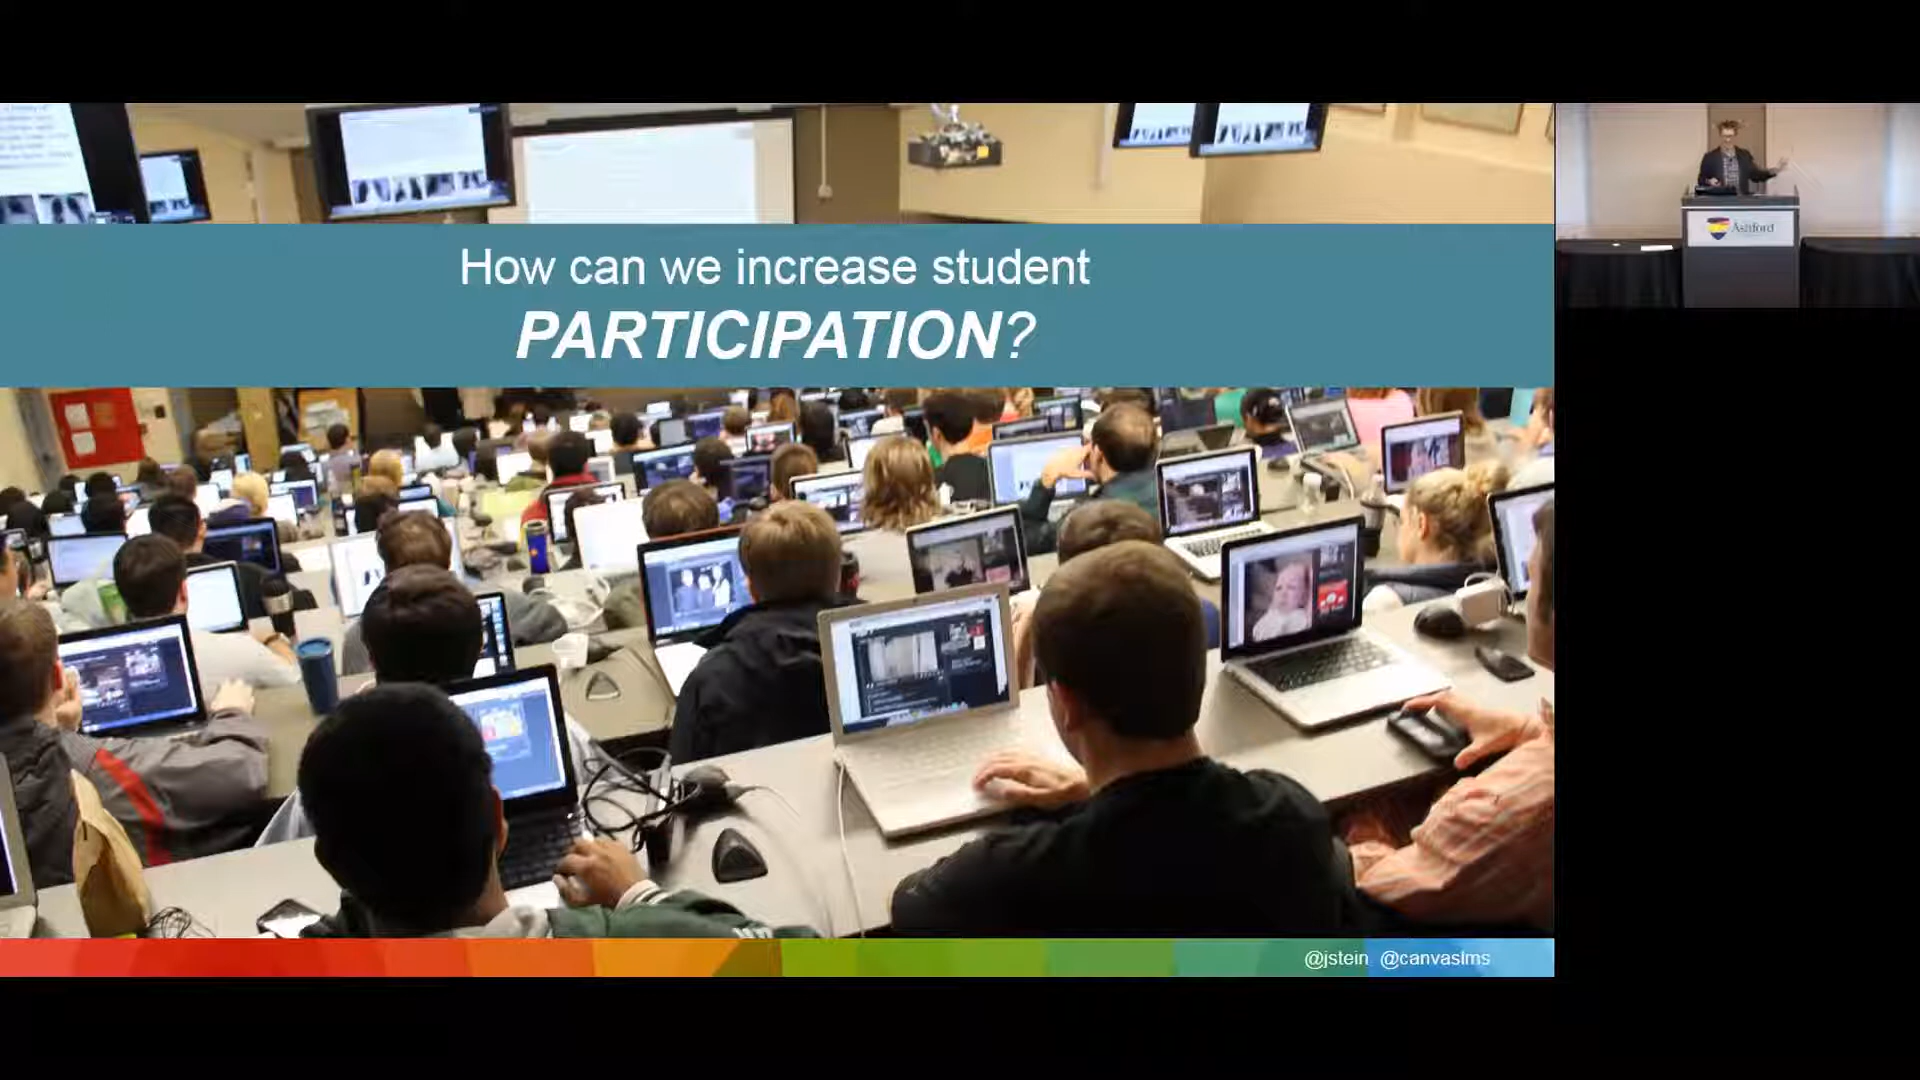 How can we increase student
PARTICIPATION?
Ashford
@jstein @canvaslms